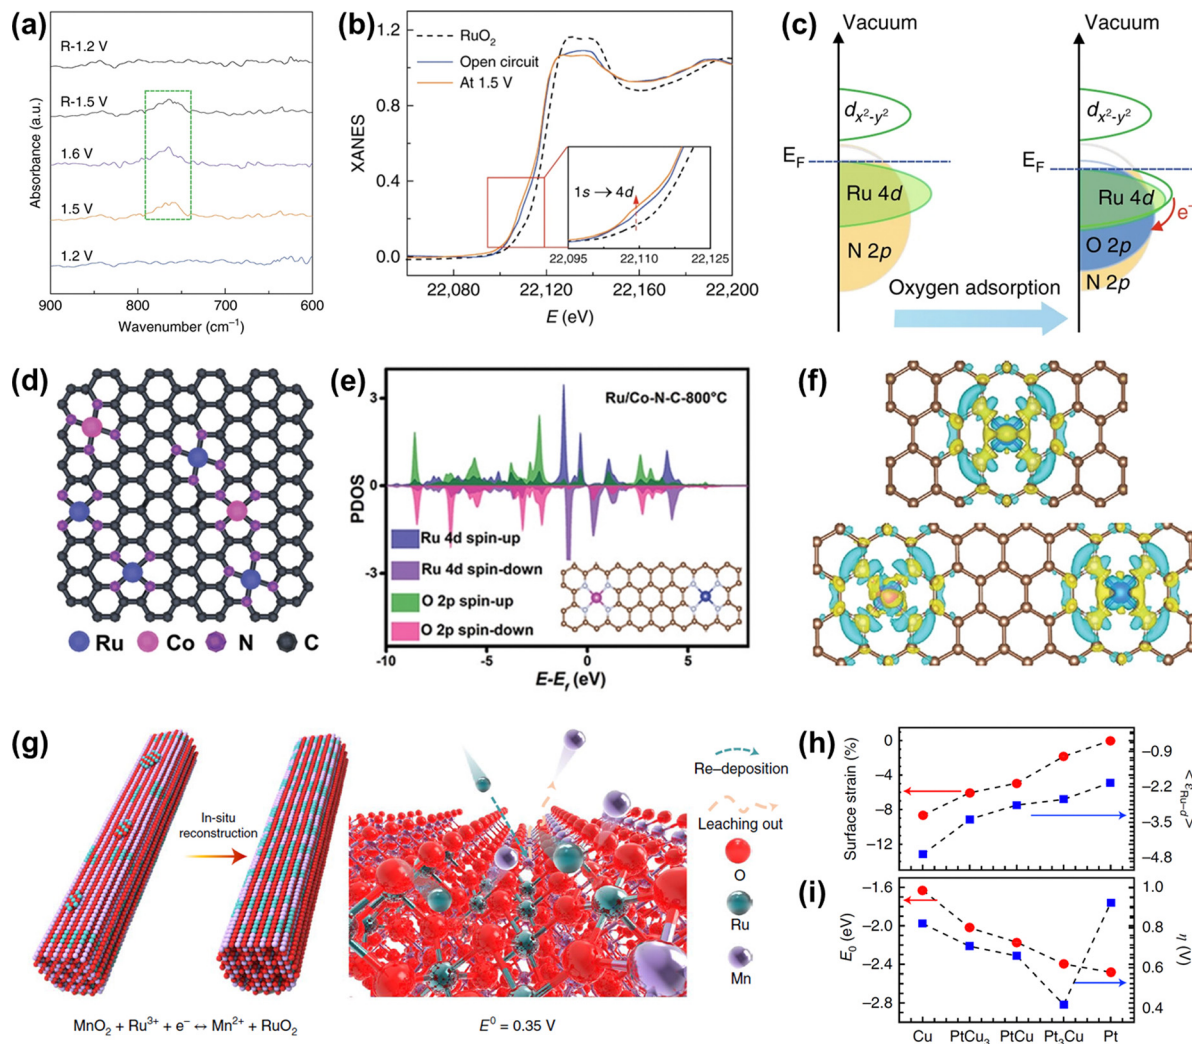 (a)
R-1.2 V
R-1.5 V
1.6 V
1.5 V
1.2 V
Absorbance (a.u.)
900 800 700 600
Wavenumber (cm⁻¹)
(b)
RuO₂
Open circuit
At 1.5 V
XANES
1.2
0.8
0.4
0.0
1s → 4d
22,095 22,110 22,125
22,080 22,120 22,160 22,200
E (eV)
(c)
Vacuum
Vacuum
dx²-y²
dx²-y²
E_F
E_F
Ru 4d
N 2p
Ru 4d
e⁻
O 2p
N 2p
Oxygen adsorption
(d)
Ru Co N C
(e)
Ru/Co-N-C-800°C
PDOS
3
0
-3
Ru 4d spin-up
Ru 4d spin-down
O 2p spin-up
O 2p spin-down
-10 -5 0 5
E-E_f (eV)
(f)
(g)
In-situ
reconstruction
Re–deposition
Leaching out
O
Ru
Mn
MnO₂ + Ru³⁺ + e⁻ ↔ Mn²⁺ + RuO₂
E⁰ = 0.35 V
(h)
Surface strain (%)
0
−4
−8
−12
−0.9
−2.2
−3.5
−4.8
< ε_Ru−d >
(i)
E₀ (eV)
−1.6
−2.0
−2.4
−2.8
1.0
0.8
0.6
0.4
η (V)
Cu PtCu₃ PtCu Pt₃Cu Pt